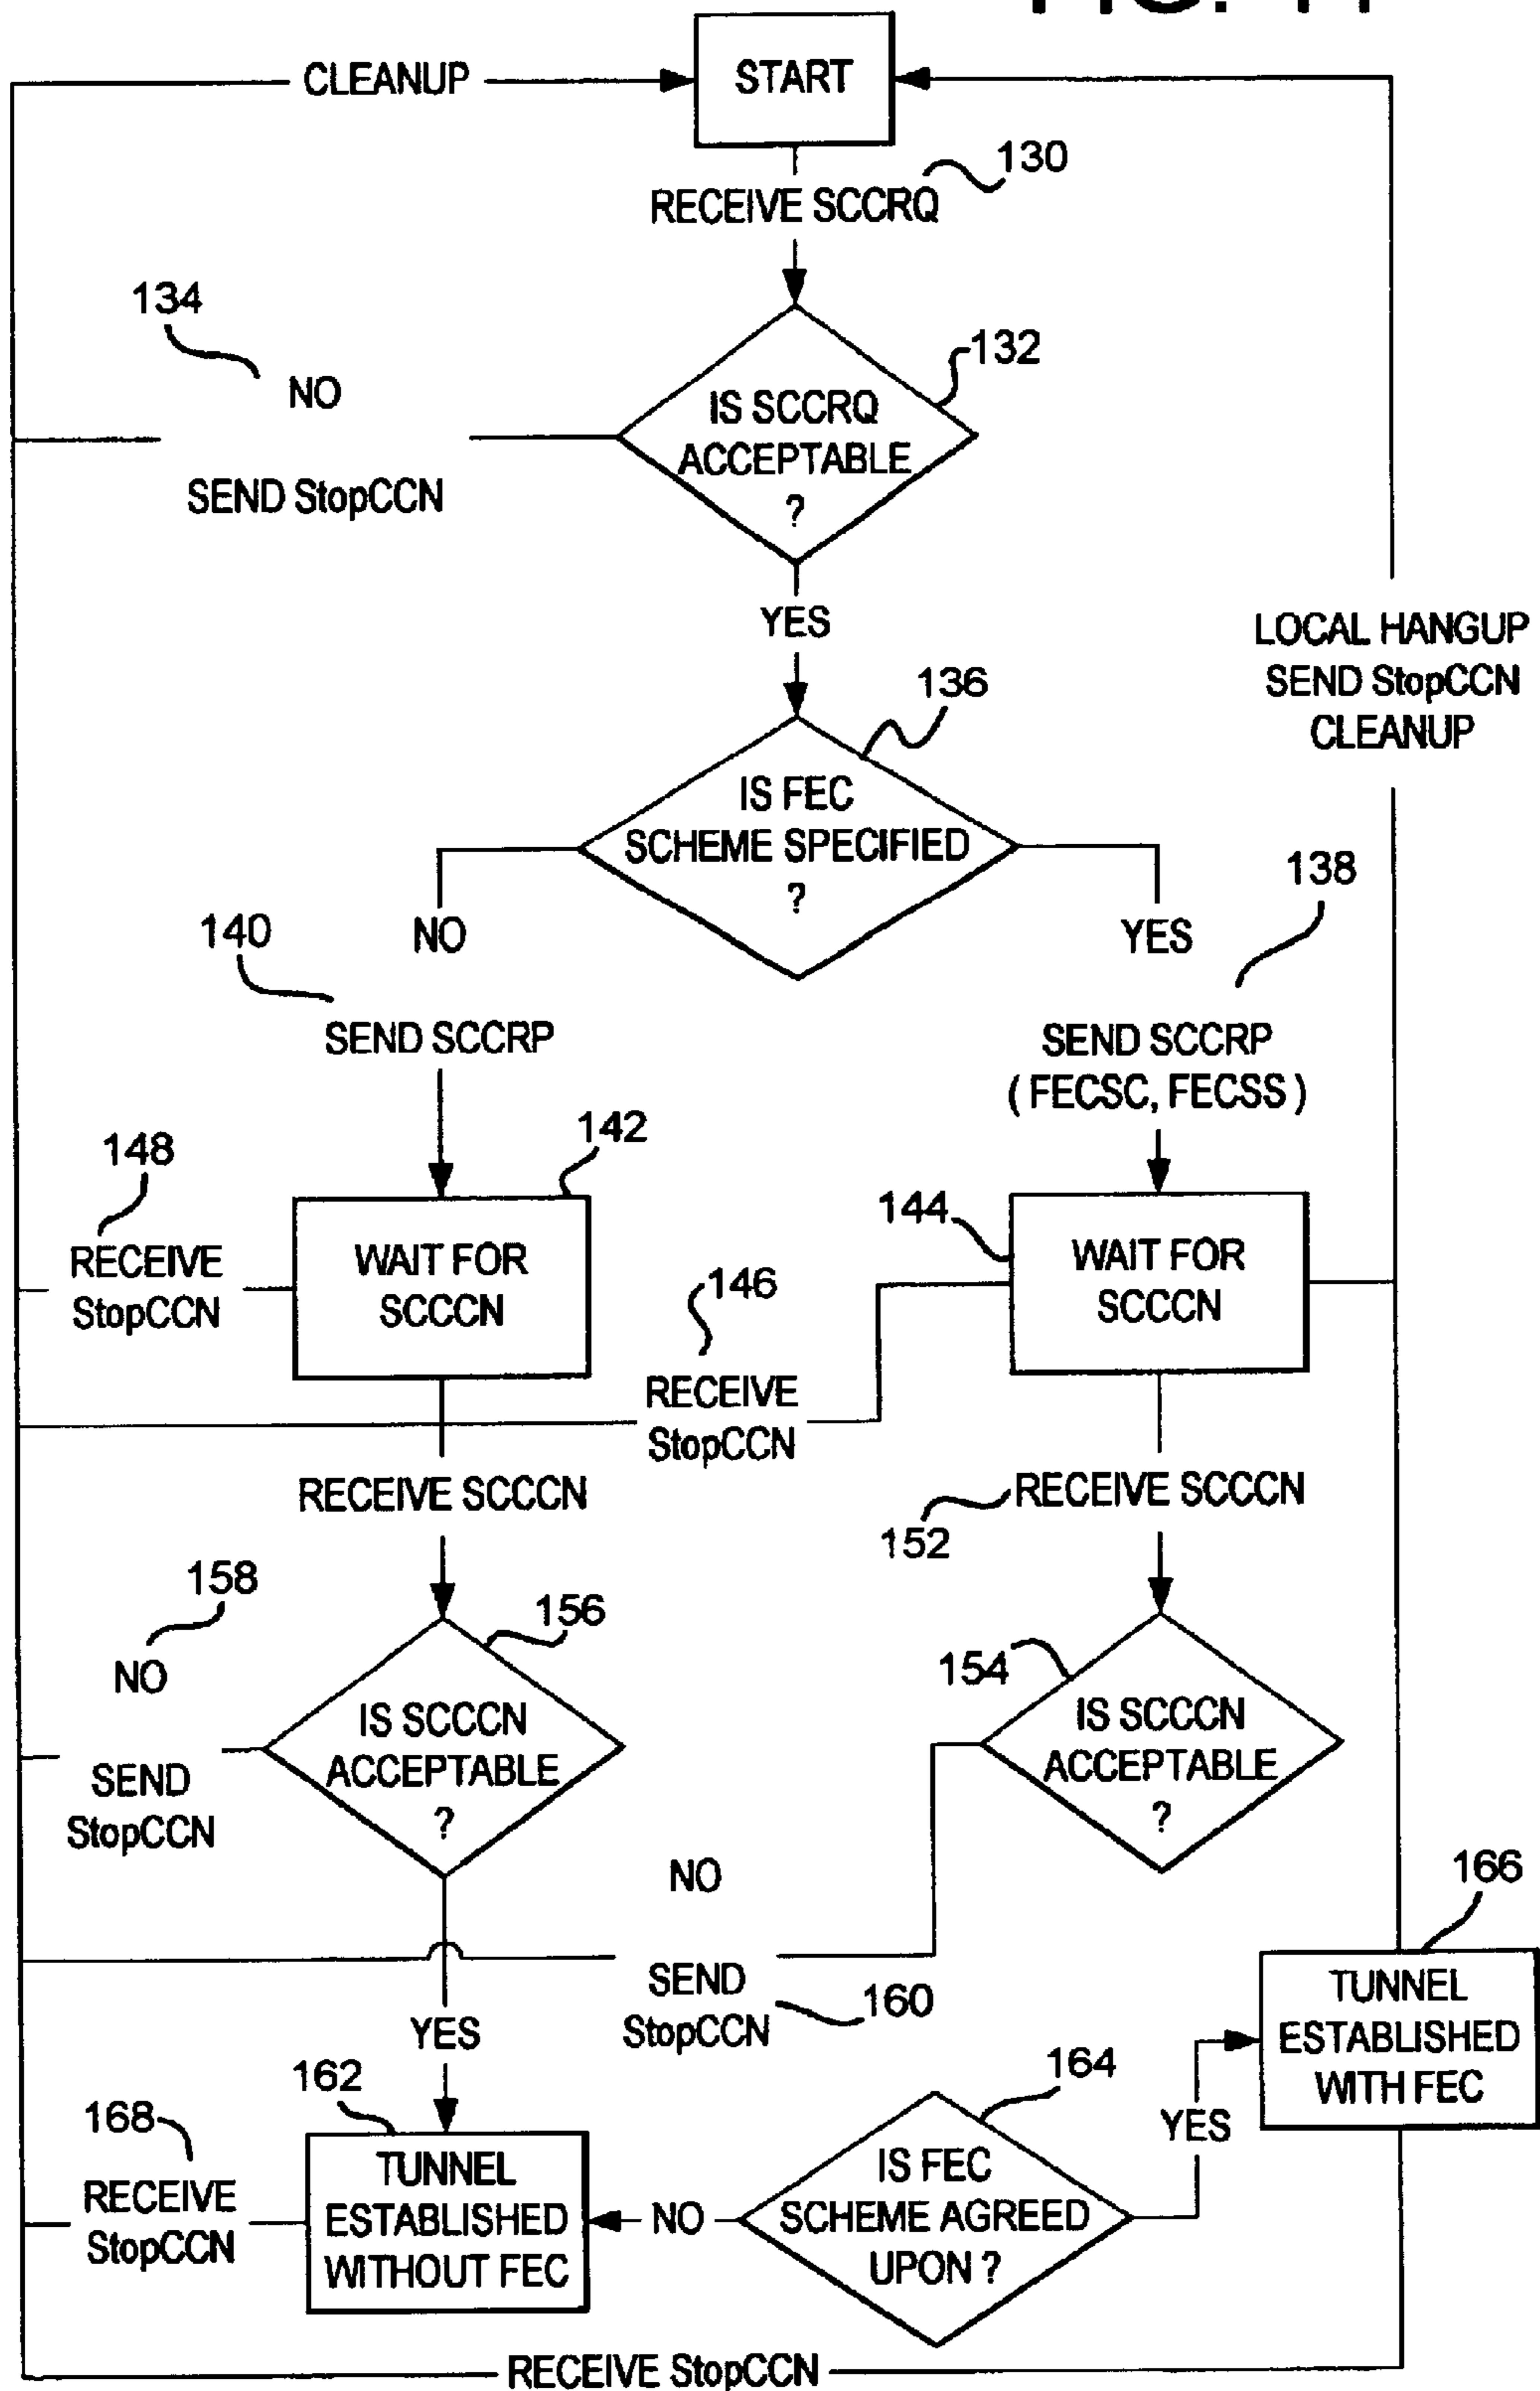 CLEANUP
START
130
RECEIVE SCCRQ
134
132
NO
IS SCCRQ
ACCEPTABLE
?
SEND StopCCN
YES
LOCAL HANGUP
SEND StopCCN
CLEANUP
136
IS FEC
SCHEME SPECIFIED
?
138
140
NO
YES
SEND SCCRP
SEND SCCRP
( FECSC, FECSS )
142
148
144
RECEIVE
StopCCN
WAIT FOR
SCCCN
WAIT FOR
SCCCN
146
RECEIVE
StopCCN
RECEIVE SCCCN
RECEIVE SCCCN
152
158
156
154
NO
IS SCCCN
ACCEPTABLE
?
IS SCCCN
ACCEPTABLE
?
SEND
StopCCN
NO
166
SEND
StopCCN
160
TUNNEL
ESTABLISHED
WITH FEC
YES
162
164
168
YES
RECEIVE
StopCCN
TUNNEL
ESTABLISHED
WITHOUT FEC
NO
IS FEC
SCHEME AGREED
UPON ?
RECEIVE StopCCN